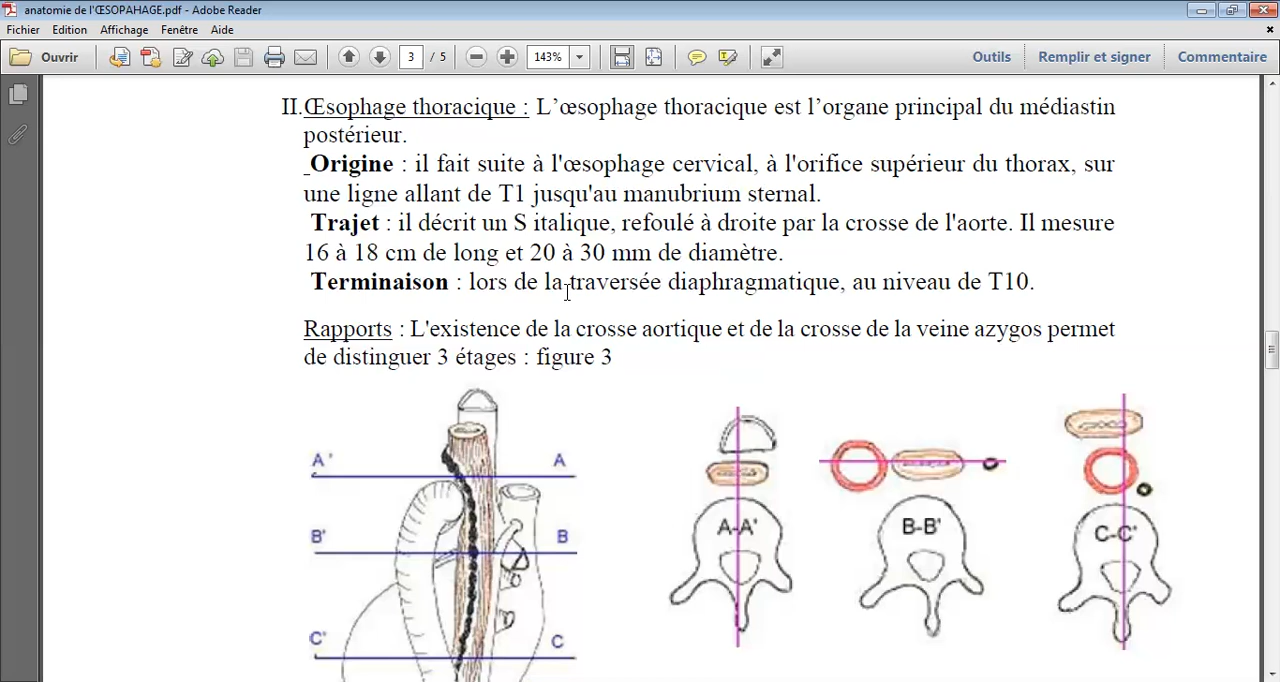 anatomie de l'ŒSOPAHAGE.pdf - Adobe Reader
Fichier Edition Affichage Fenêtre Aide
Ouvrir 3 / 5 143% Outils Remplir et signer Commentaire
II.Œsophage thoracique : L’œsophage thoracique est l’organe principal du médiastin
postérieur.
Origine : il fait suite à l'œsophage cervical, à l'orifice supérieur du thorax, sur
une ligne allant de T1 jusqu'au manubrium sternal.
Trajet : il décrit un S italique, refoulé à droite par la crosse de l'aorte. Il mesure
16 à 18 cm de long et 20 à 30 mm de diamètre.
Terminaison : lors de la traversée diaphragmatique, au niveau de T10.
Rapports : L'existence de la crosse aortique et de la crosse de la veine azygos permet
de distinguer 3 étages : figure 3
A' A
B' B
C' C
A-A' B-B' C-C'